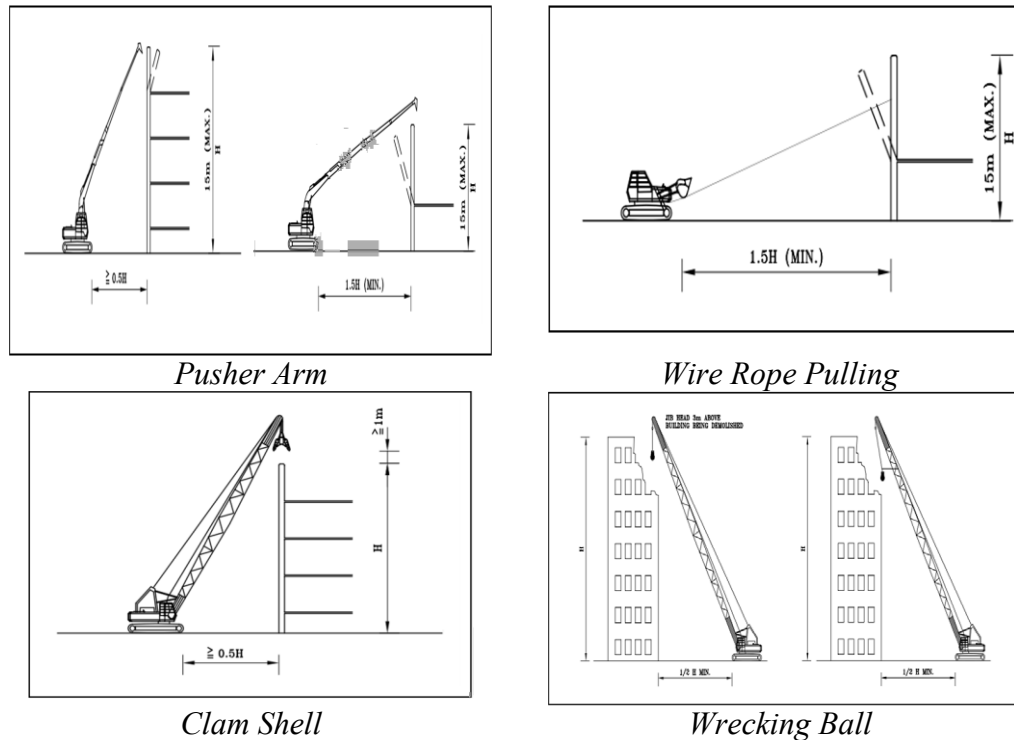 15m (MAX.)
H
≧ 0.5H
15m (MAX.)
H
1.5H (MIN.)
Pusher Arm
15m (MAX.)
H
1.5H (MIN.)
Wire Rope Pulling
≥ 1m
H
≧ 0.5H
Clam Shell
JIB HEAD 3m ABOVE
BUILDING BEING DEMOLISHED
H
1/2 H MIN.
H
1/2 H MIN.
Wrecking Ball